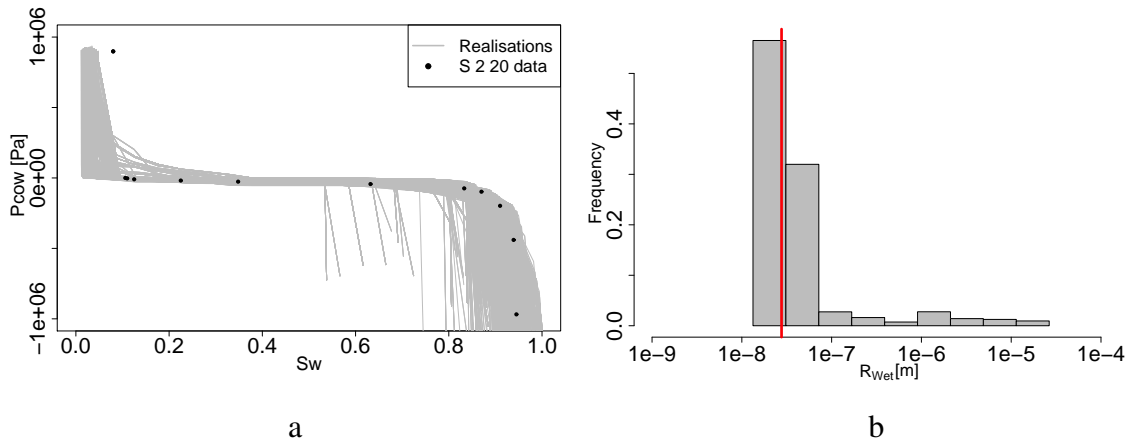 1e+06
0e+00
−1e+06
Pcow [Pa]
Realisations
S 2 20 data
0.0 0.2 0.4 0.6 0.8 1.0
Sw
a
Frequency
0.4
0.2
0.0
1e−9 1e−8 1e−7 1e−6 1e−5 1e−4
R_Wet[m]
b